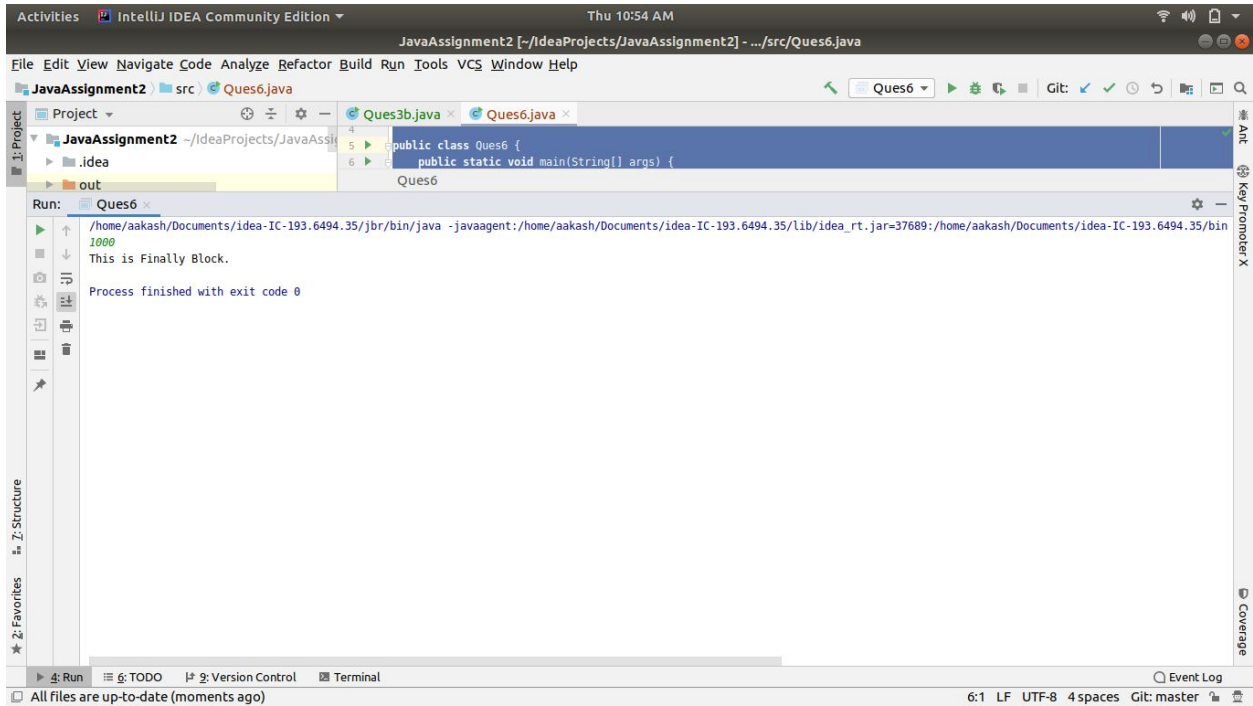 Activities IntelliJ IDEA Community Edition Thu 10:54 AM
JavaAssignment2 [~/IdeaProjects/JavaAssignment2] - .../src/Ques6.java
File Edit View Navigate Code Analyze Refactor Build Run Tools VCS Window Help
JavaAssignment2 src Ques6.java Ques6 Git:
1: Project
Project Ques3b.java Ques6.java
JavaAssignment2 ~/IdeaProjects/JavaAssi
.idea
out
4
5 public class Ques6 {
6 public static void main(String[] args) {
Ques6
Run: Ques6
/home/aakash/Documents/idea-IC-193.6494.35/jbr/bin/java -javaagent:/home/aakash/Documents/idea-IC-193.6494.35/lib/idea_rt.jar=37689:/home/aakash/Documents/idea-IC-193.6494.35/bin
1000
This is Finally Block.
Process finished with exit code 0
Z: Structure
2: Favorites
Ant
Key Promoter X
Coverage
4: Run 6: TODO 9: Version Control Terminal Event Log
All files are up-to-date (moments ago) 6:1 LF UTF-8 4 spaces Git: master